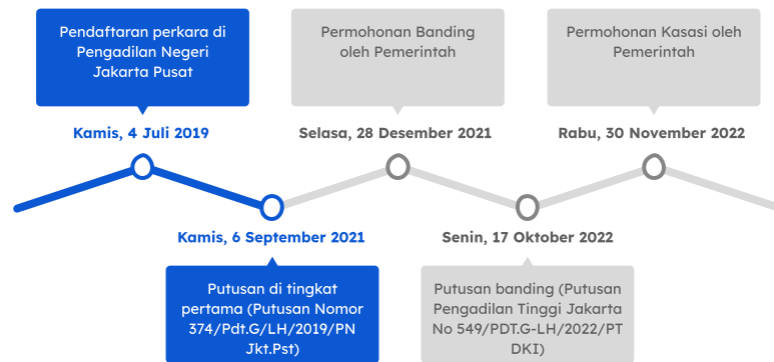 Pendaftaran perkara di
Pengadilan Negeri
Jakarta Pusat
Kamis, 4 Juli 2019
Kamis, 6 September 2021
Putusan di tingkat
pertama (Putusan Nomor
374/Pdt.G/LH/2019/PN
Jkt.Pst)
Permohonan Banding
oleh Pemerintah
Selasa, 28 Desember 2021
Senin, 17 Oktober 2022
Putusan banding (Putusan
Pengadilan Tinggi Jakarta
No 549/PDT.G-LH/2022/PT
DKI)
Permohonan Kasasi oleh
Pemerintah
Rabu, 30 November 2022